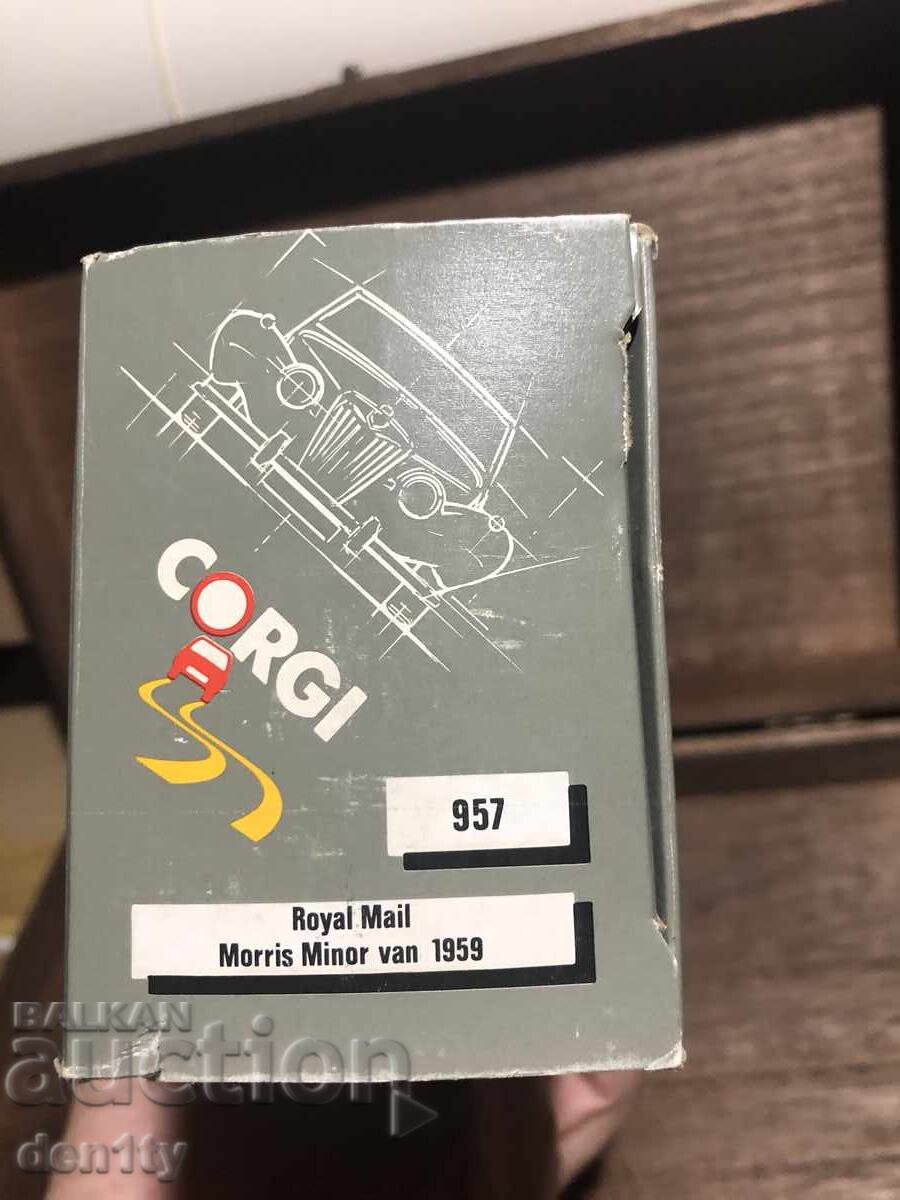 CORGI
957
Royal Mail
Morris Minor van 1959
BALKAN
auction
den1ty